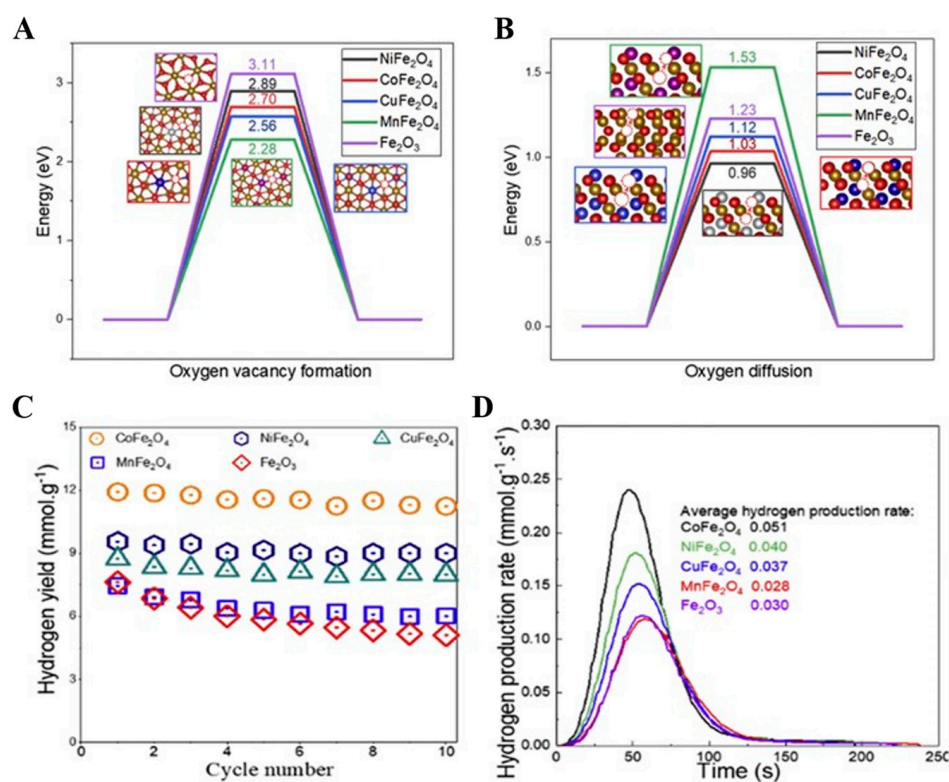 A
Energy (eV)
3
2
1
0
3.11
2.89
2.70
2.56
2.28
NiFe₂O₄
CoFe₂O₄
CuFe₂O₄
MnFe₂O₄
Fe₂O₃
Oxygen vacancy formation
B
Energy (eV)
1.5
1.0
0.5
0.0
1.53
1.23
1.12
1.03
0.96
NiFe₂O₄
CoFe₂O₄
CuFe₂O₄
MnFe₂O₄
Fe₂O₃
Oxygen diffusion
C
Hydrogen yield (mmol.g⁻¹)
15
12
9
6
3
CoFe₂O₄ NiFe₂O₄ CuFe₂O₄
MnFe₂O₄ Fe₂O₃
0 2 4 6 8 10
Cycle number
D
Hydrogen production rate (mmol.g⁻¹.s⁻¹)
0.30
0.25
0.20
0.15
0.10
0.05
0.00
Average hydrogen production rate:
CoFe₂O₄ 0.051
NiFe₂O₄ 0.040
CuFe₂O₄ 0.037
MnFe₂O₄ 0.028
Fe₂O₃ 0.030
0 50 100 150 200 250
Time (s)